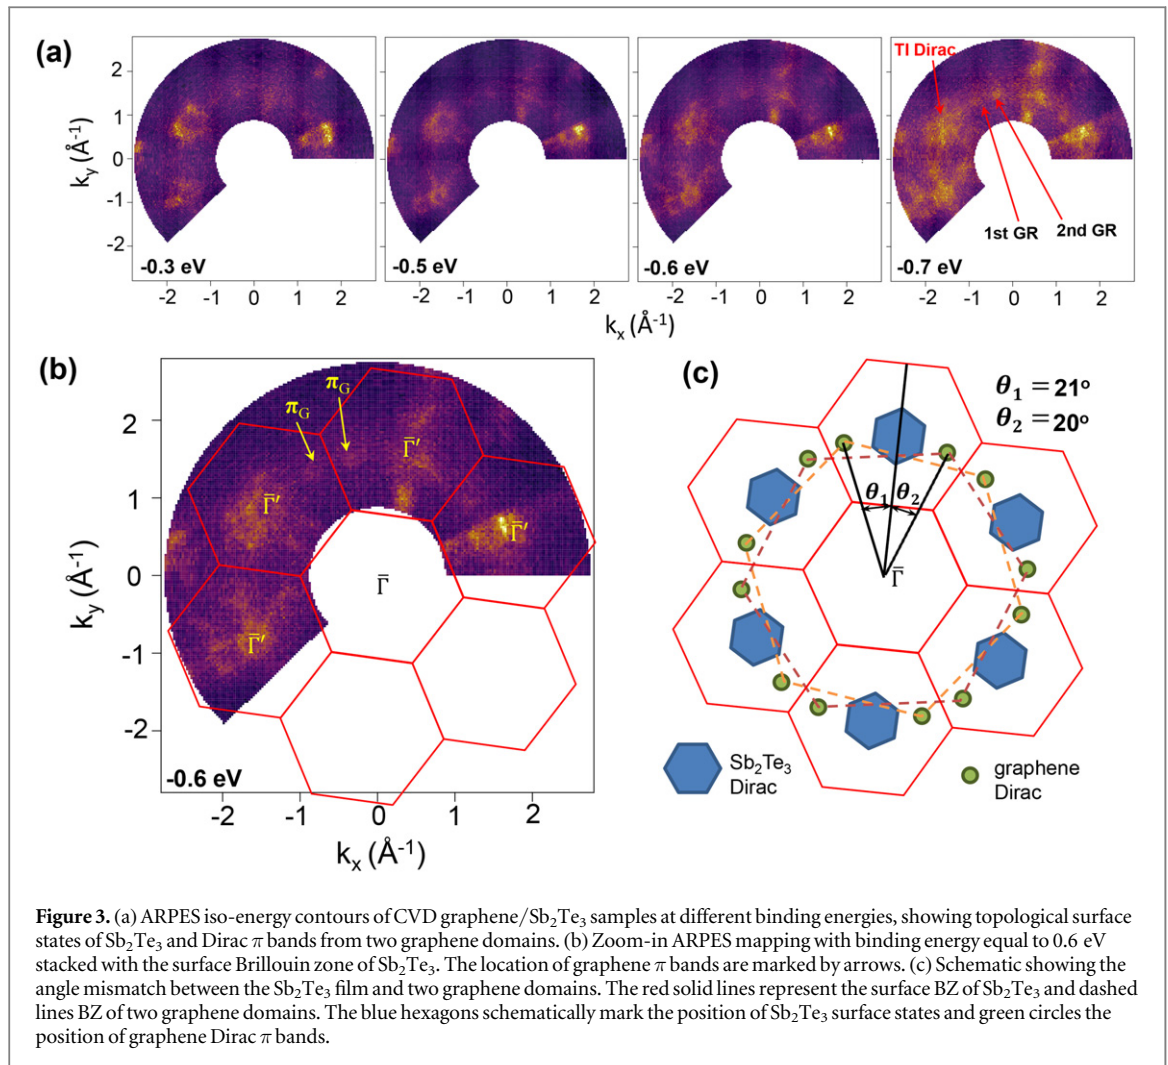 (a)
k_y (Å⁻¹)
2
1
0
-1
-2
TI Dirac
1st GR
2nd GR
-0.3 eV
-0.5 eV
-0.6 eV
-0.7 eV
-2 -1 0 1 2
-2 -1 0 1 2
-2 -1 0 1 2
-2 -1 0 1 2
k_x (Å⁻¹)
(b)
k_y (Å⁻¹)
2
1
0
-1
-2
π_G
π_G
Γ̄′
Γ̄′
Γ̄′
Γ̄
Γ̄′
-0.6 eV
-2 -1 0 1 2
k_x (Å⁻¹)
(c)
θ₁ = 21°
θ₂ = 20°
θ₁ θ₂
Γ̄
Sb₂Te₃
Dirac
graphene
Dirac
Figure 3. (a) ARPES iso-energy contours of CVD graphene/Sb₂Te₃ samples at different binding energies, showing topological surface
states of Sb₂Te₃ and Dirac π bands from two graphene domains. (b) Zoom-in ARPES mapping with binding energy equal to 0.6 eV
stacked with the surface Brillouin zone of Sb₂Te₃. The location of graphene π bands are marked by arrows. (c) Schematic showing the
angle mismatch between the Sb₂Te₃ film and two graphene domains. The red solid lines represent the surface BZ of Sb₂Te₃ and dashed
lines BZ of two graphene domains. The blue hexagons schematically mark the position of Sb₂Te₃ surface states and green circles the
position of graphene Dirac π bands.